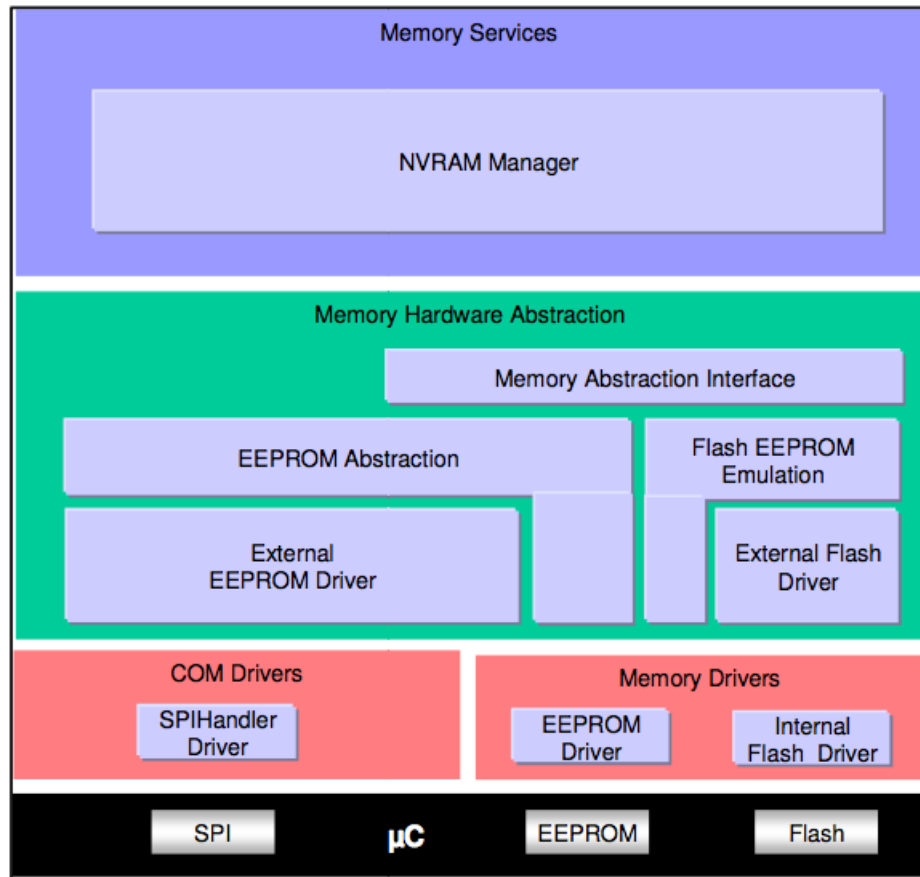 Memory Services
NVRAM Manager
Memory Hardware Abstraction
Memory Abstraction Interface
EEPROM Abstraction
Flash EEPROM
Emulation
External
EEPROM Driver
External Flash
Driver
COM Drivers
SPIHandler
Driver
Memory Drivers
EEPROM
Driver
Internal
Flash Driver
SPI
µC
EEPROM
Flash